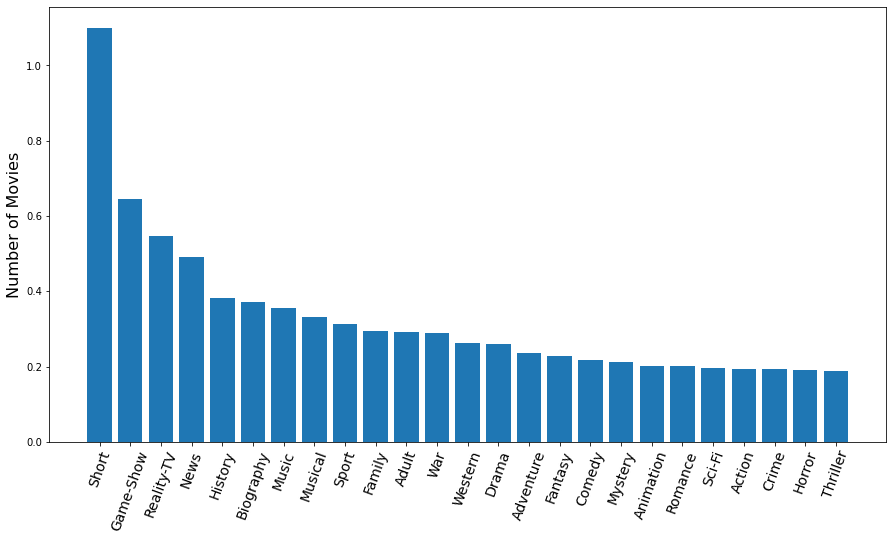 Number of Movies
1.0
0.8
0.6
0.4
0.2
0.0
Short
Game-Show
Reality-TV
News
History
Biography
Music
Musical
Sport
Family
Adult
War
Western
Drama
Adventure
Fantasy
Comedy
Mystery
Animation
Romance
Sci-Fi
Action
Crime
Horror
Thriller